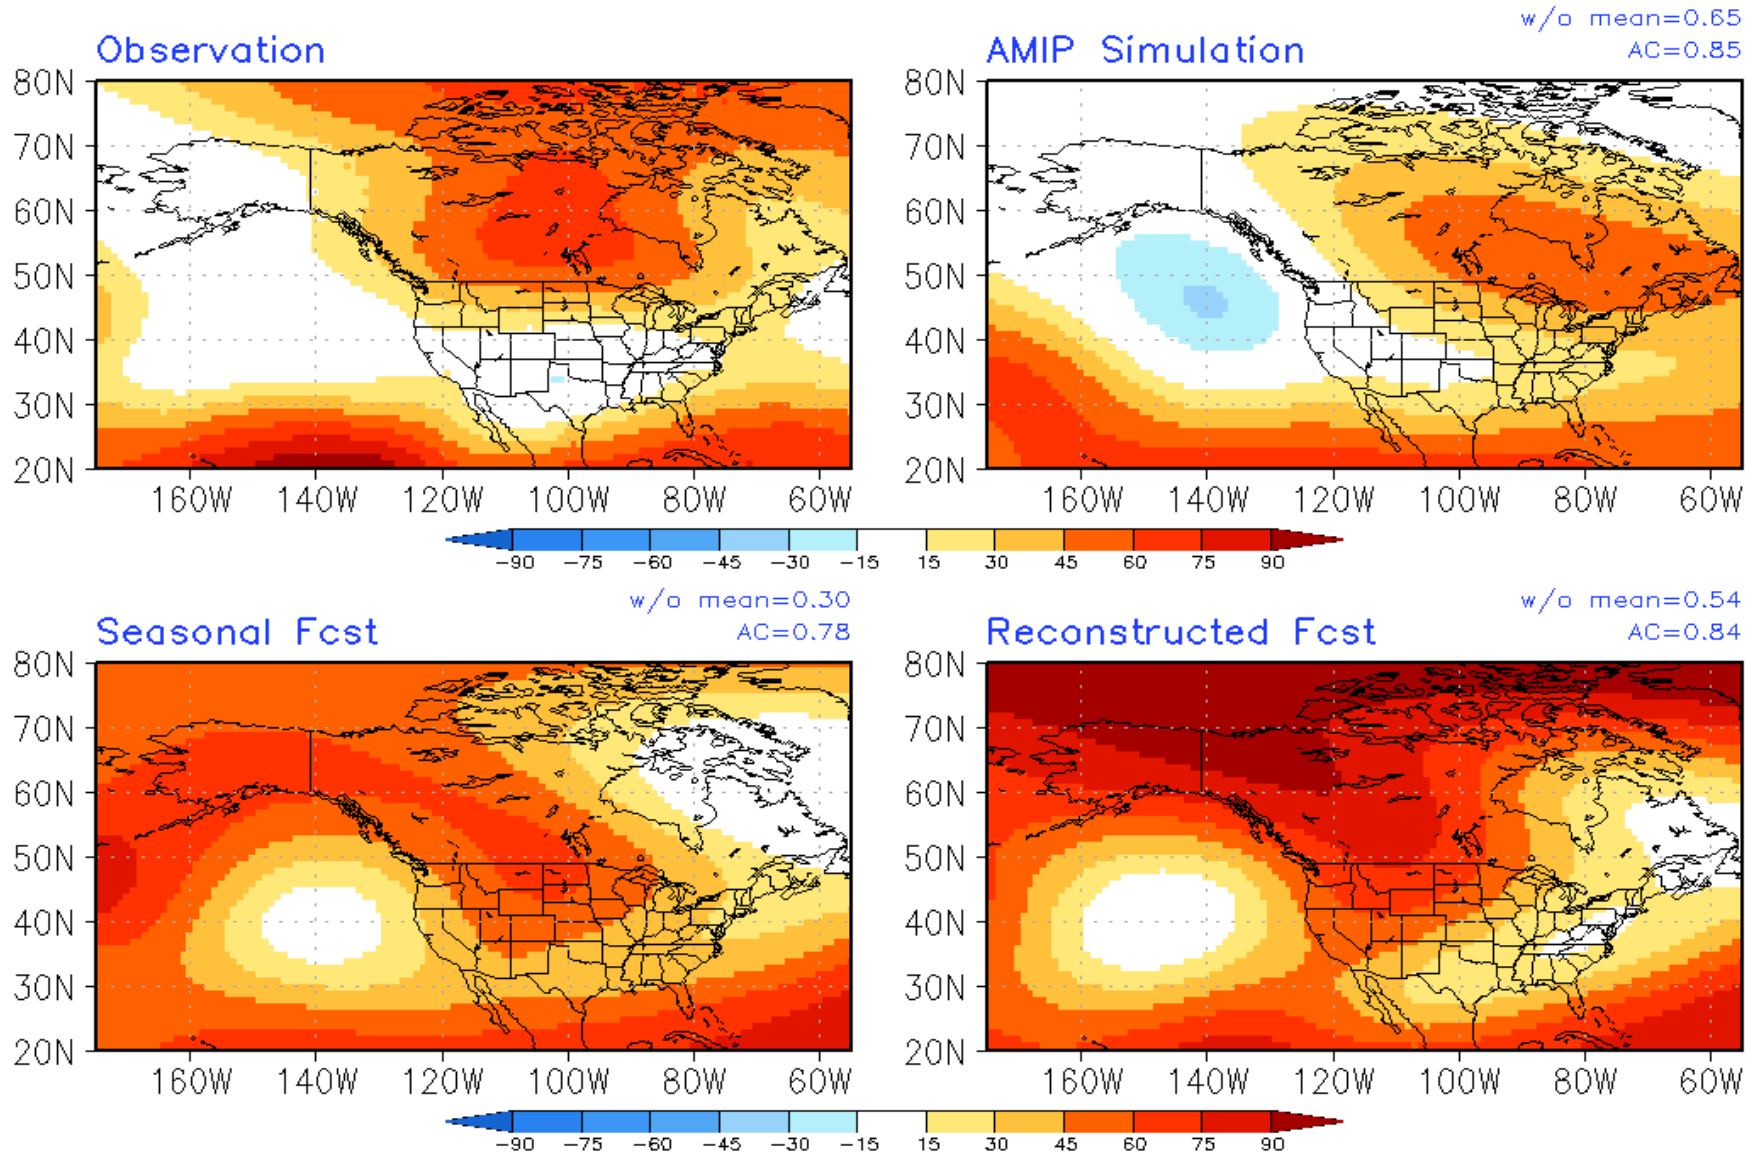 w/o mean=0.65
Observation
AMIP Simulation
AC=0.85
80N
70N
60N
50N
40N
30N
20N
160W 140W 120W 100W 80W 60W
80N
70N
60N
50N
40N
30N
20N
160W 140W 120W 100W 80W 60W
-90 -75 -60 -45 -30 -15 15 30 45 60 75 90
w/o mean=0.30
Seasonal Fcst
AC=0.78
w/o mean=0.54
Reconstructed Fcst
AC=0.84
80N
70N
60N
50N
40N
30N
20N
160W 140W 120W 100W 80W 60W
80N
70N
60N
50N
40N
30N
20N
160W 140W 120W 100W 80W 60W
-90 -75 -60 -45 -30 -15 15 30 45 60 75 90